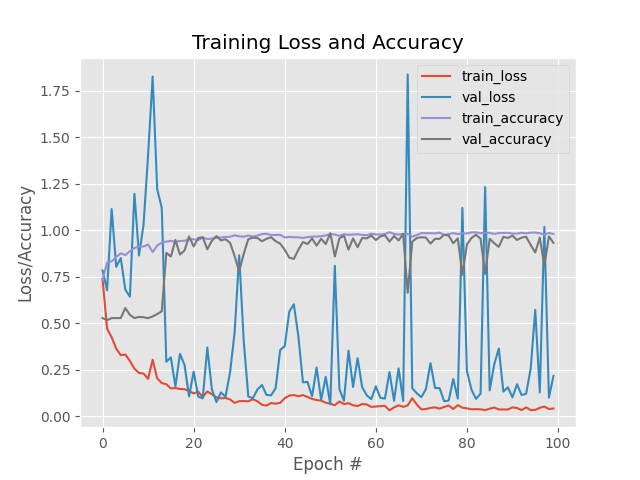 Training Loss and Accuracy
train_loss
val_loss
train_accuracy
val_accuracy
Loss/Accuracy
1.75
1.50
1.25
1.00
0.75
0.50
0.25
0.00
0 20 40 60 80 100
Epoch #